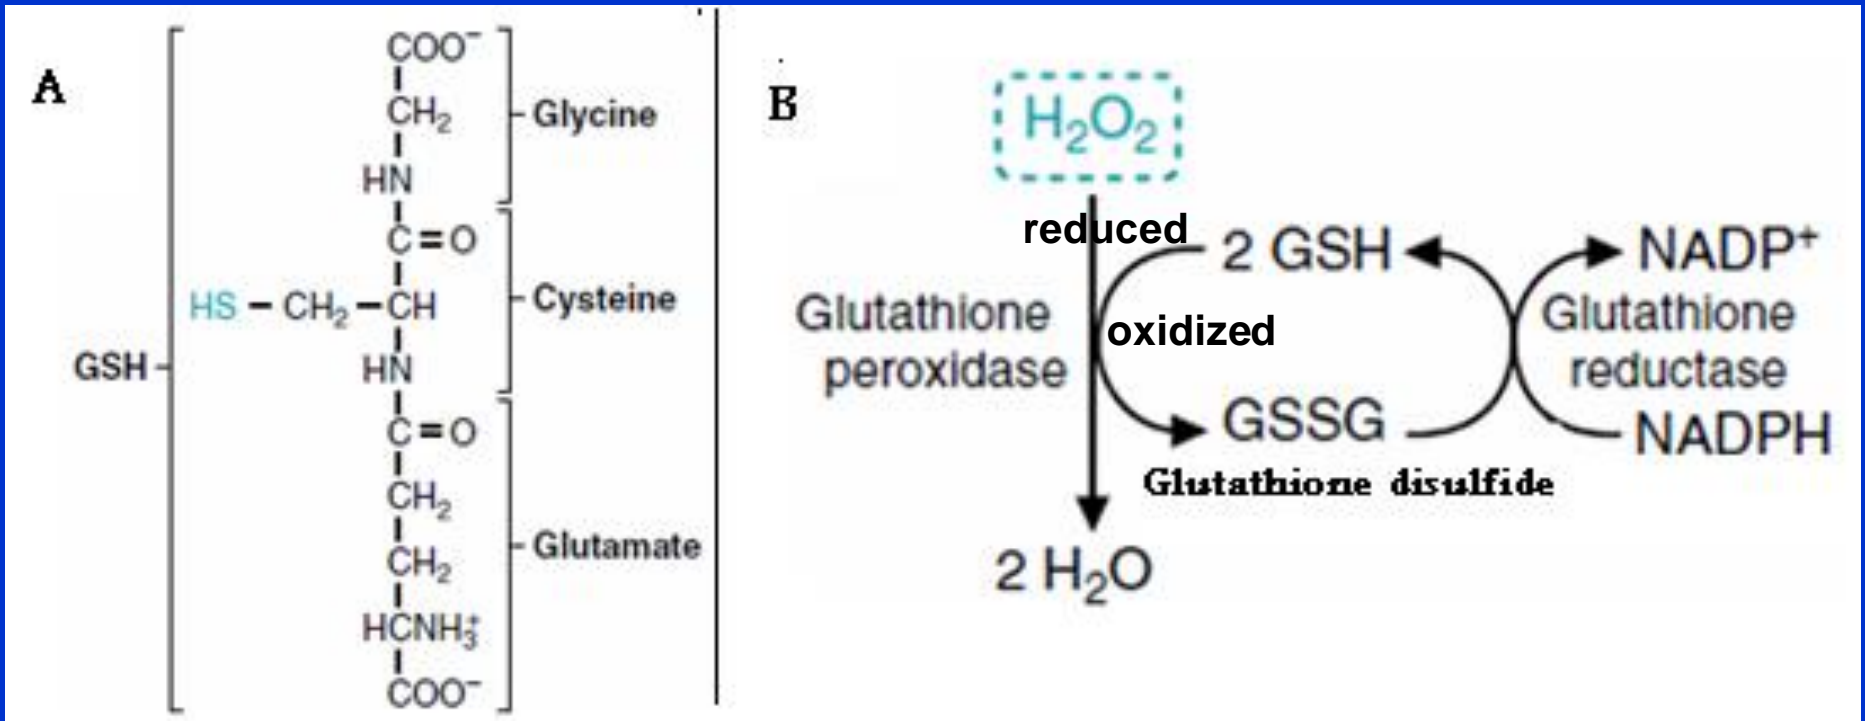 A
COO⁻
CH₂
HN
C=O
HS – CH₂ – CH
HN
C=O
CH₂
CH₂
HCNH₃⁺
COO⁻
GSH
Glycine
Cysteine
Glutamate
B
H₂O₂
reduced
2 GSH
NADP⁺
Glutathione
peroxidase
oxidized
Glutathione
reductase
GSSG
NADPH
Glutathione disulfide
2 H₂O